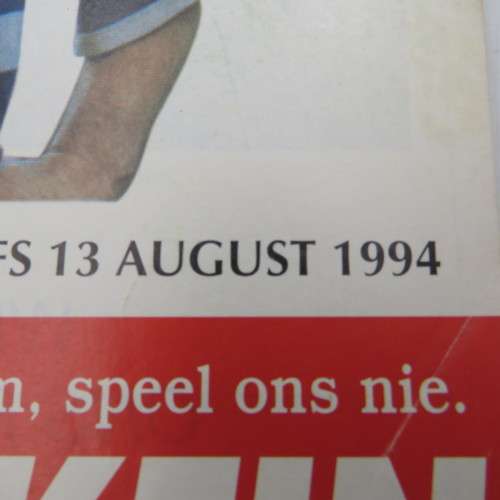 FS 13 AUGUST 1994
, speel ons nie.